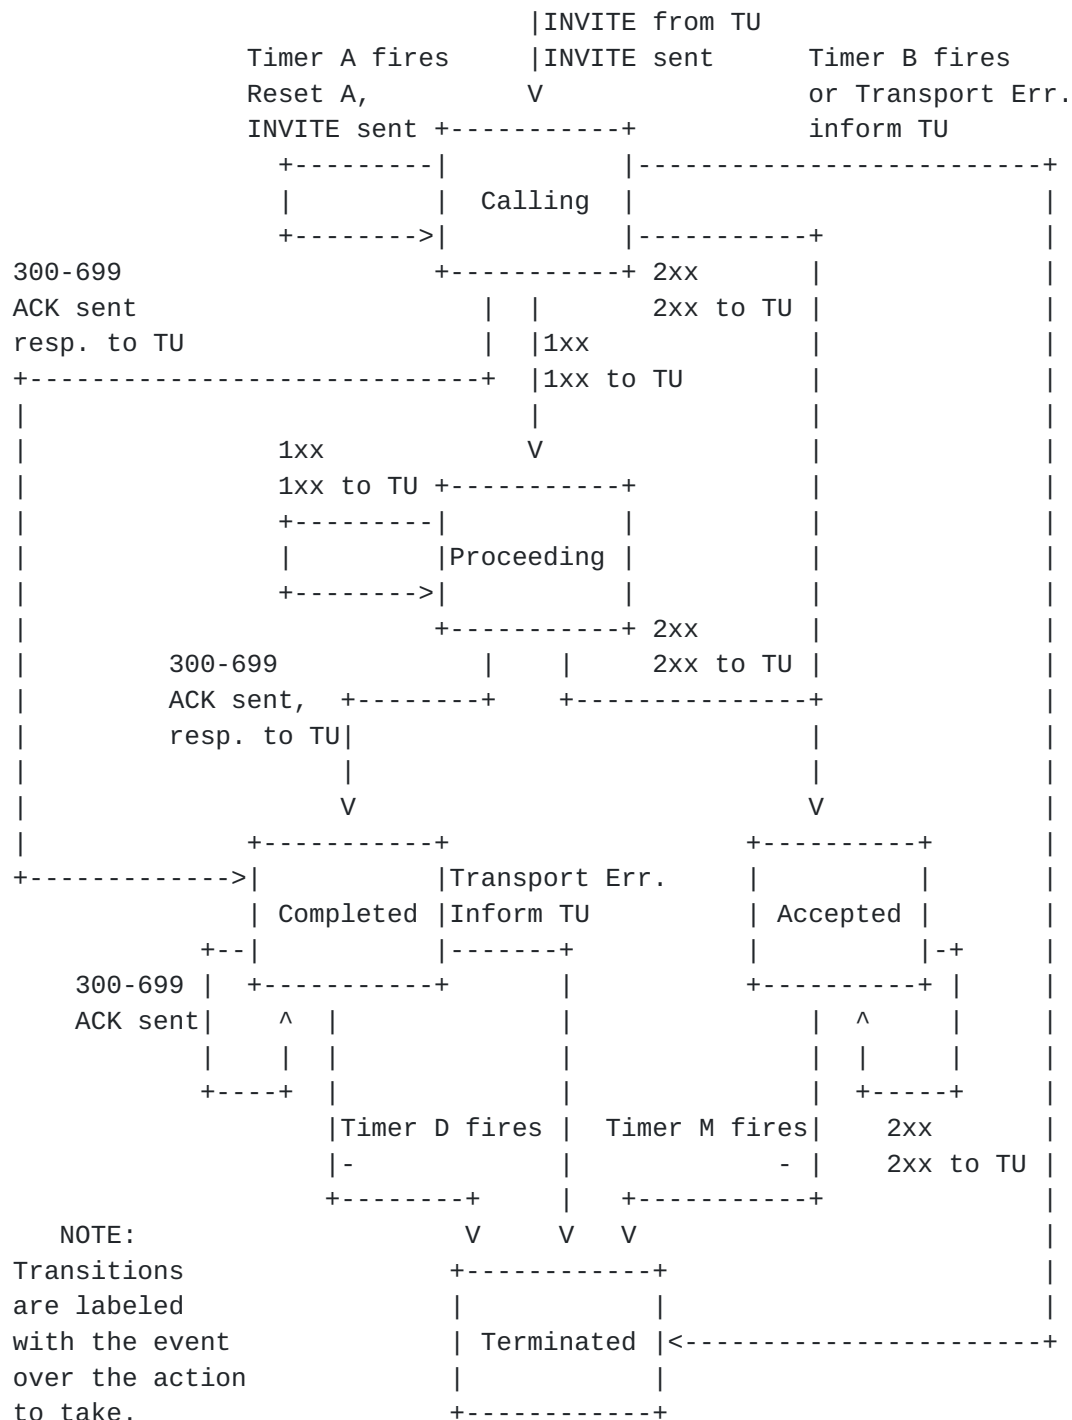 |INVITE from TU
Timer A fires     |INVITE sent      Timer B fires
Reset A,          V                 or Transport Err.
INVITE sent +-----------+           inform TU
+---------|           |--------------------------+
|         |  Calling  |                          |
+-------->|           |-----------+              |
300-699                    +-----------+ 2xx       |              |
ACK sent                      |  |       2xx to TU |              |
resp. to TU                   |  |1xx              |              |
+-----------------------------+  |1xx to TU        |              |
|                                |                 |              |
|                1xx             V                 |              |
|                1xx to TU +-----------+           |              |
|                +---------|           |           |              |
|                |         |Proceeding |           |              |
|                +-------->|           |           |              |
|                          +-----------+ 2xx       |              |
|         300-699             |    |     2xx to TU |              |
|         ACK sent,  +--------+    +---------------+              |
|         resp. to TU|                             |              |
|                    |                             |              |
|                    V                             V              |
|              +-----------+                   +----------+       |
+------------->|           |Transport Err.     |          |       |
| Completed |Inform TU          | Accepted |       |
+--|           |-------+           |          |-+     |
300-699 |  +-----------+       |           +----------+ |     |
ACK sent|    ^  |              |               |  ^     |     |
|    |  |              |               |  |     |     |
+----+  |              |               |  +-----+     |
|Timer D fires |  Timer M fires|    2xx       |
|-             |             - |    2xx to TU |
+--------+     |   +-----------+              |
NOTE:                     V     V   V                          |
Transitions                 +------------+                        |
are labeled                 |            |                        |
with the event              | Terminated |<-----------------------+
over the action             |            |
to take.                    +------------+